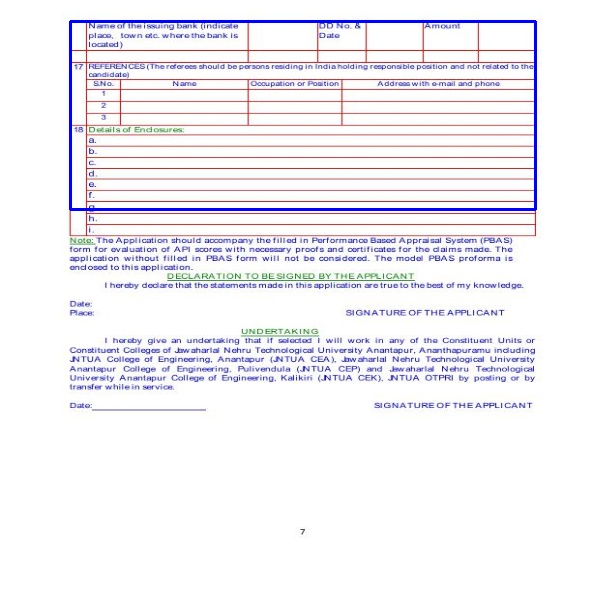 Name of the issuing bank (indicate DD No. & Amount
place, town etc. where the bank is Date
located)
17 REFERENCES (The referees should be persons residing in India holding responsible position and not related to the
candidate)
S.No. Name Occupation or Position Address with e-mail and phone
1
2
3
18 Details of Enclosures:
a.
b.
c.
d.
e.
f.
g.
h.
i.
Note: The Application should accompany the filled in Performance Based Appraisal System (PBAS)
form for evaluation of API scores with necessary proofs and certificates for the claims made. The
application without filled in PBAS form will not be considered. The model PBAS proforma is
enclosed to this application.
DECLARATION TO BE SIGNED BY THE APPLICANT
I hereby declare that the statements made in this application are true to the best of my knowledge.
Date:
Place: SIGNATURE OF THE APPLICANT
UNDERTAKING
I hereby give an undertaking that if selected I will work in any of the Constituent Units or
Constituent Colleges of Jawaharlal Nehru Technological University Anantapur, Ananthapuramu including
JNTUA College of Engineering, Anantapur (JNTUA CEA), Jawaharlal Nehru Technological University
Anantapur College of Engineering, Pulivendula (JNTUA CEP) and Jawaharlal Nehru Technological
University Anantapur College of Engineering, Kalikiri (JNTUA CEK), JNTUA OTPRI by posting or by
transfer while in service.
Date: SIGNATURE OF THE APPLICANT
7